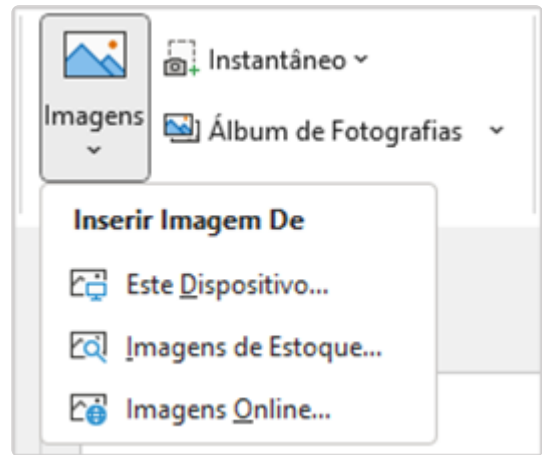 Imagens
Instantâneo
Álbum de Fotografias
Inserir Imagem De
Este Dispositivo...
Imagens de Estoque...
Imagens Online...